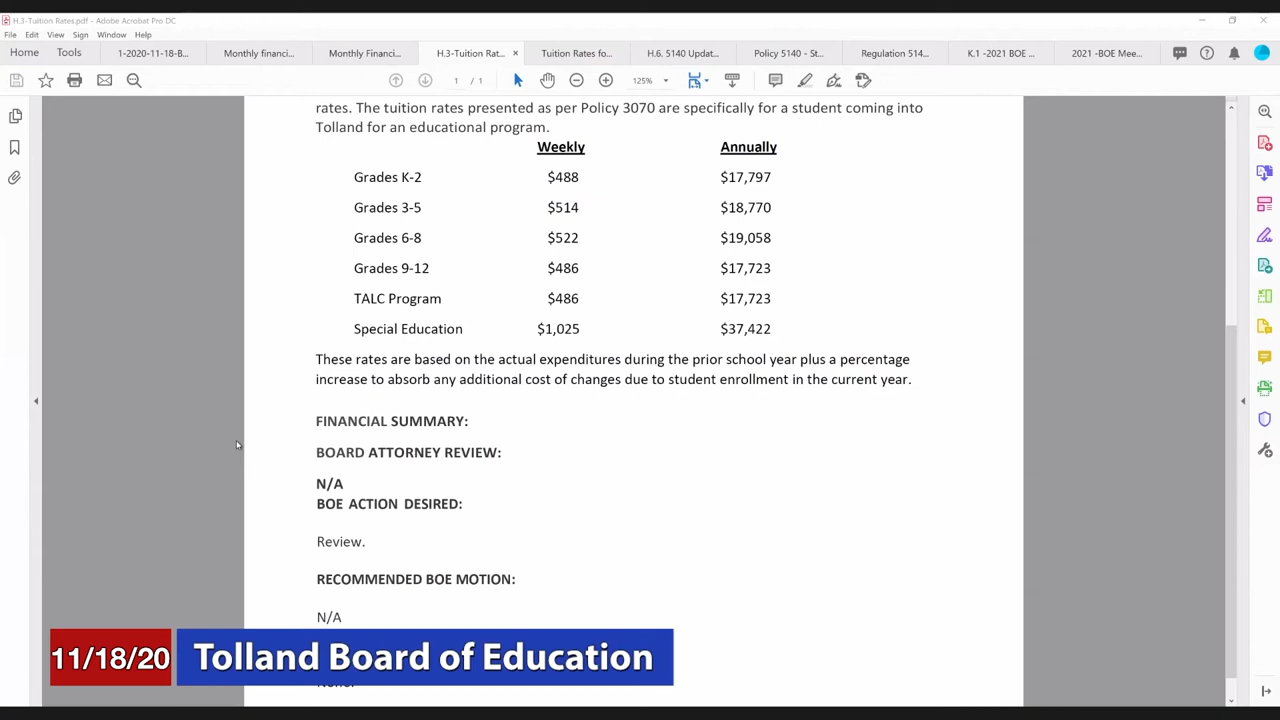 H.3-Tuition Rates.pdf - Adobe Acrobat Pro DC
File Edit View Sign Window Help
Home Tools 1-2020-11-18-B... Monthly financi... Monthly Financi... H.3-Tuition Rat... × Tuition Rates fo... H.6. 5140 Updat... Policy 5140 - St... Regulation 514... K.1 -2021 BOE ... 2021 -BOE Mee...
1 / 1 125%
rates. The tuition rates presented as per Policy 3070 are specifically for a student coming into
Tolland for an educational program.
Weekly Annually
Grades K-2 $488 $17,797
Grades 3-5 $514 $18,770
Grades 6-8 $522 $19,058
Grades 9-12 $486 $17,723
TALC Program $486 $17,723
Special Education $1,025 $37,422
These rates are based on the actual expenditures during the prior school year plus a percentage
increase to absorb any additional cost of changes due to student enrollment in the current year.
FINANCIAL SUMMARY:
BOARD ATTORNEY REVIEW:
N/A
BOE ACTION DESIRED:
Review.
RECOMMENDED BOE MOTION:
N/A
11/18/20 Tolland Board of Education